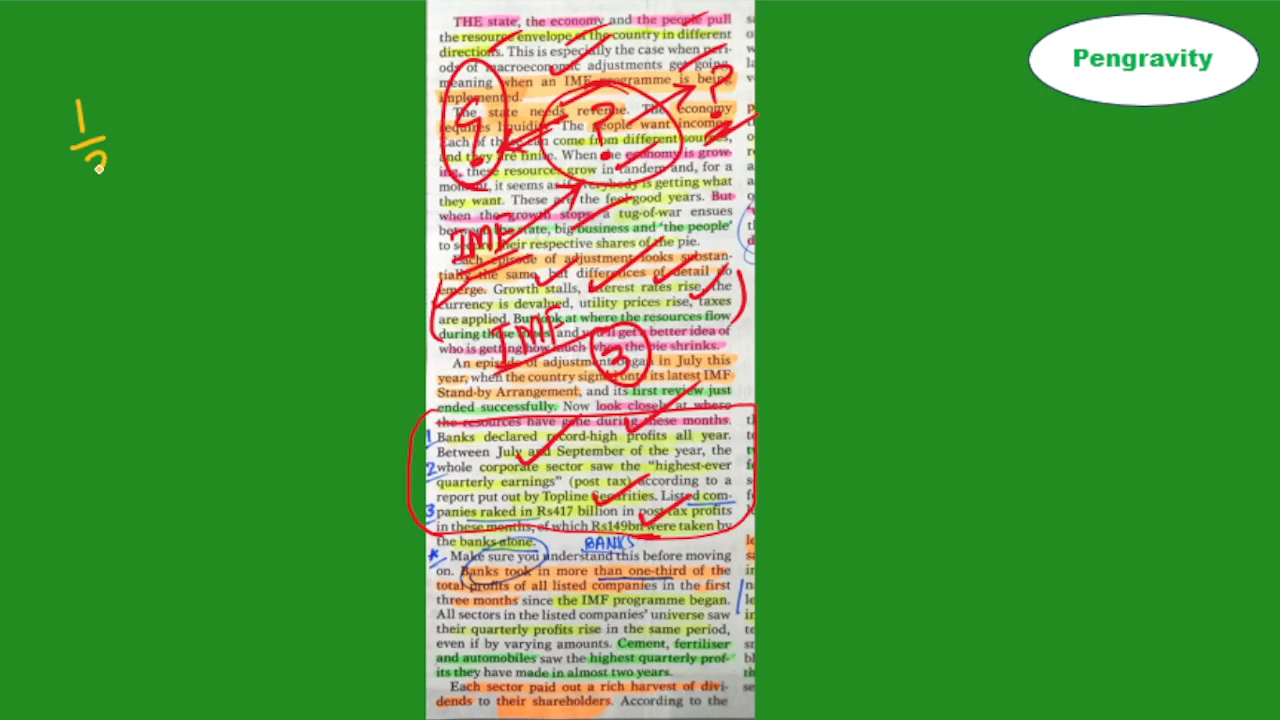 Pengravity
1
THE state, the economy and the people pull
the resource envelope of the country in different
directions. This is especially the case when peri-
ods of macroeconomic adjustments get going,
meaning when an IMF programme is being
implemented.
The state needs revenue. The economy
requires liquidity. The people want income.
Each of these can come from different sources,
and they are finite. When the economy is grow-
ing, these resources grow in tandem and, for a
moment, it seems as if everybody is getting what
they want. These are the feel-good years. But
when the growth stops, a tug-of-war ensues
between the state, big business and 'the people'
to secure their respective shares of the pie.
IMF
Each episode of adjustment looks substan-
tially the same, but differences of detail do
emerge. Growth stalls, interest rates rise, the
currency is devalued, utility prices rise, taxes
are applied. But look at where the resources flow
during these times and you'll get a better idea of
who is getting how much when the pie shrinks.
IMF
3
An episode of adjustment began in July this
year, when the country signed onto its latest IMF
Stand-by Arrangement, and its first review just
ended successfully. Now look closely at where
the resources have gone during these months.
1 Banks declared record-high profits all year.
Between July and September of the year, the
2 whole corporate sector saw the "highest-ever
quarterly earnings" (post tax) according to a
report put out by Topline Securities. Listed com-
3 panies raked in Rs417 billion in post tax profits
in these months, of which Rs149bn were taken by
the banks alone.
BANKS
* Make sure you understand this before moving
on. Banks took in more than one-third of the
total profits of all listed companies in the first
three months since the IMF programme began.
All sectors in the listed companies' universe saw
their quarterly profits rise in the same period,
even if by varying amounts. Cement, fertiliser
and automobiles saw the highest quarterly prof-
its they have made in almost two years.
Each sector paid out a rich harvest of divi-
dends to their shareholders. According to the